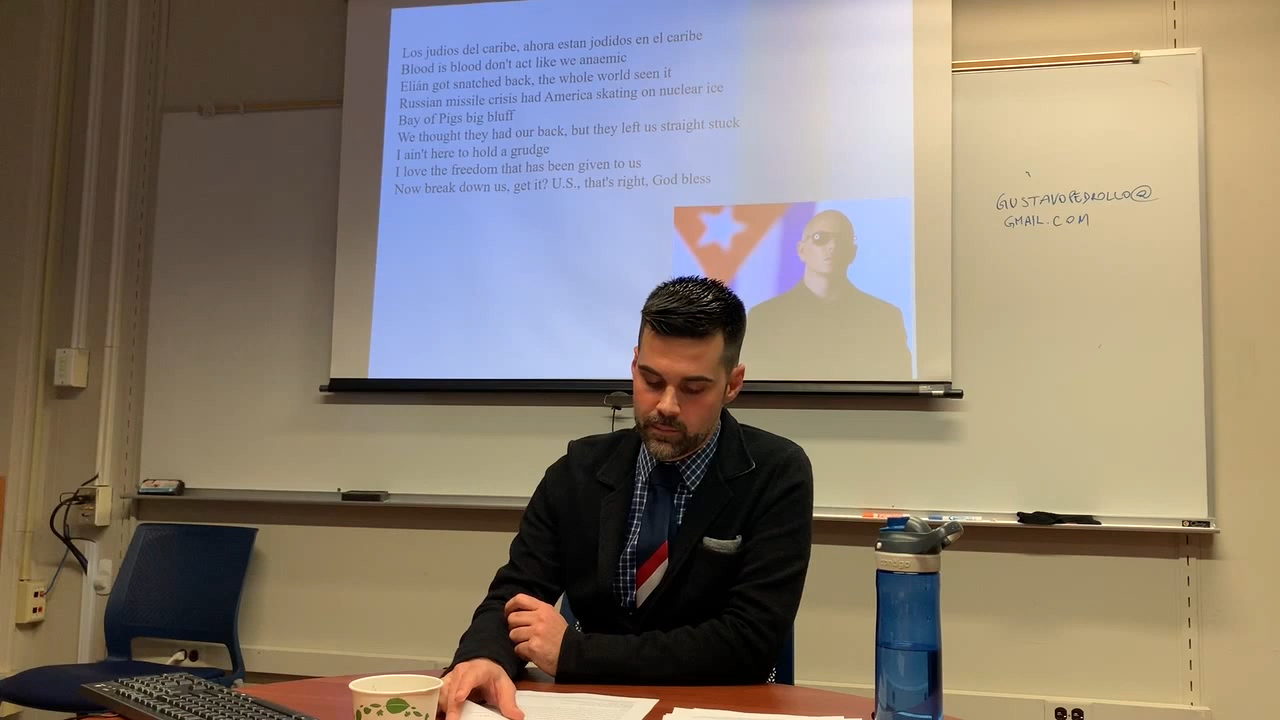 Los judios del caribe, ahora estan jodidos en el caribe
Blood is blood don't act like we anaemic
Elián got snatched back, the whole world seen it
Russian missile crisis had America skating on nuclear ice
Bay of Pigs big bluff
We thought they had our back, but they left us straight stuck
I ain't here to hold a grudge
I love the freedom that has been given to us
Now break down us, get it? U.S., that's right, God bless
GUSTAVOPEDROLLO@
GMAIL.COM
contigo